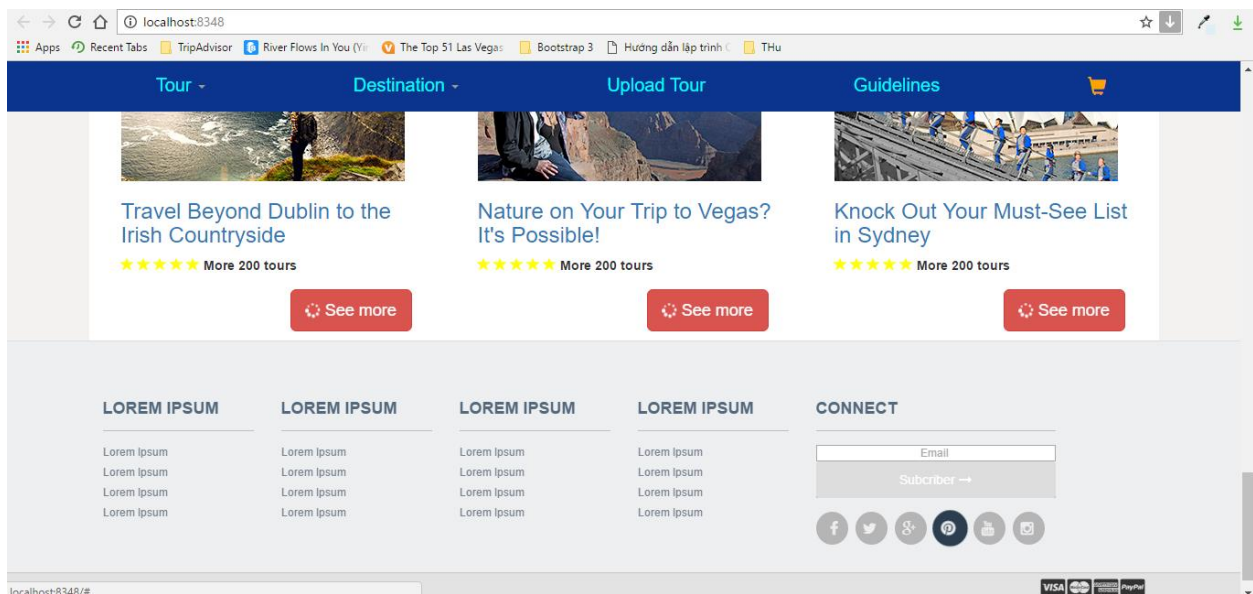 localhost:8348
Apps Recent Tabs TripAdvisor River Flows In You (Yi The Top 51 Las Vegas Bootstrap 3 Hướng dẫn lập trình C THu
Tour Destination Upload Tour Guidelines
Travel Beyond Dublin to the
Irish Countryside
More 200 tours
See more
Nature on Your Trip to Vegas?
It's Possible!
More 200 tours
See more
Knock Out Your Must-See List
in Sydney
More 200 tours
See more
LOREM IPSUM
Lorem Ipsum
Lorem Ipsum
Lorem Ipsum
Lorem Ipsum
LOREM IPSUM
Lorem Ipsum
Lorem Ipsum
Lorem Ipsum
Lorem Ipsum
LOREM IPSUM
Lorem Ipsum
Lorem Ipsum
Lorem Ipsum
Lorem Ipsum
LOREM IPSUM
Lorem Ipsum
Lorem Ipsum
Lorem Ipsum
Lorem Ipsum
CONNECT
Email
Subcriber →
VISA PayPal
localhost:8348/#